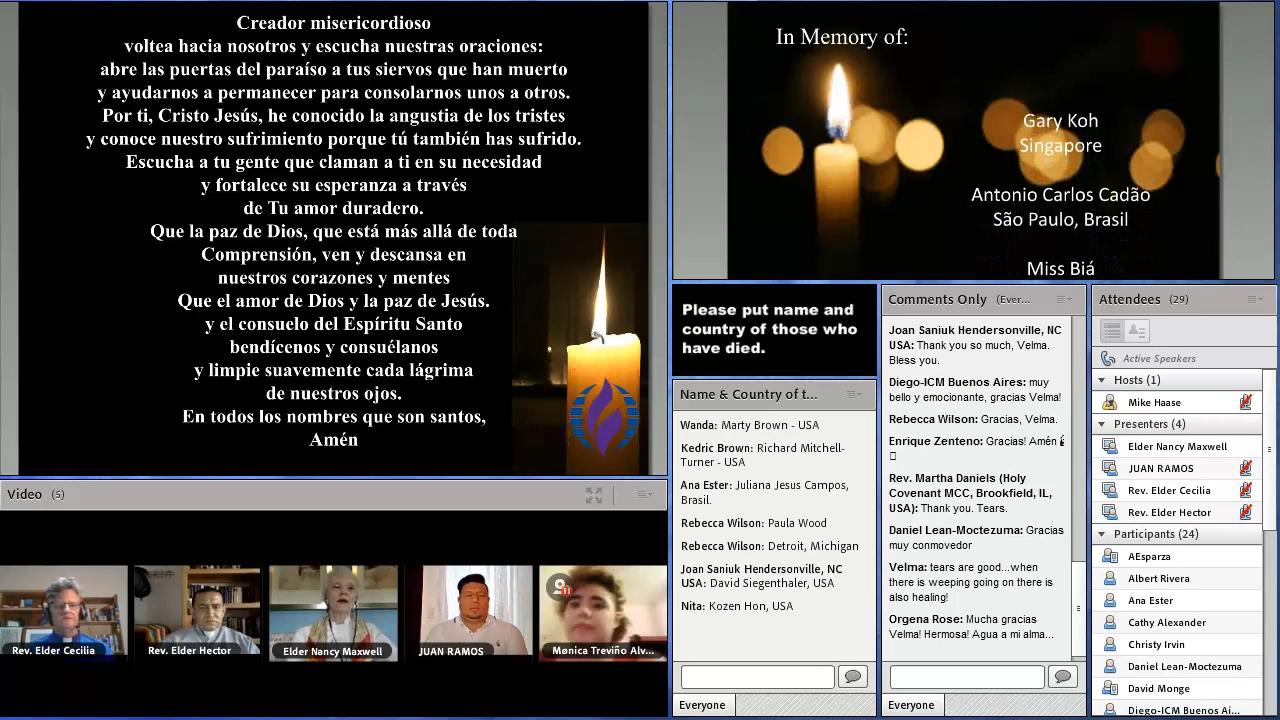 Creador misericordioso
voltea hacia nosotros y escucha nuestras oraciones:
abre las puertas del paraíso a tus siervos que han muerto
y ayudarnos a permanecer para consolarnos unos a otros.
Por ti, Cristo Jesús, he conocido la angustia de los tristes
y conoce nuestro sufrimiento porque tú también has sufrido.
Escucha a tu gente que claman a ti en su necesidad
y fortalece su esperanza a través
de Tu amor duradero.
Que la paz de Dios, que está más allá de toda
Comprensión, ven y descansa en
nuestros corazones y mentes
Que el amor de Dios y la paz de Jesús.
y el consuelo del Espíritu Santo
bendícenos y consuélanos
y limpie suavemente cada lágrima
de nuestros ojos.
En todos los nombres que son santos,
Amén
In Memory of:
Gary Koh
Singapore
Antonio Carlos Cadão
São Paulo, Brasil
Miss Biá
Please put name and
country of those who
have died.
Name & Country of t...
Wanda: Marty Brown - USA
Kedric Brown: Richard Mitchell-
Turner - USA
Ana Ester: Juliana Jesus Campos,
Brasil.
Rebecca Wilson: Paula Wood
Rebecca Wilson: Detroit, Michigan
Joan Saniuk Hendersonville, NC
USA: David Siegenthaler, USA
Nita: Kozen Hon, USA
Everyone
Comments Only (Ever...
Joan Saniuk Hendersonville, NC
USA: Thank you so much, Velma.
Bless you.
Diego-ICM Buenos Aires: muy
bello y emocionante, gracias Velma!
Rebecca Wilson: Gracias, Velma.
Enrique Zenteno: Gracias! Amén
Rev. Martha Daniels (Holy
Covenant MCC, Brookfield, IL,
USA): Thank you. Tears.
Daniel Lean-Moctezuma: Gracias
muy conmovedor
Velma: tears are good...when
there is weeping going on there is
also healing!
Orgena Rose: Mucha gracias
Velma! Hermosa! Agua a mi alma...
Everyone
Attendees (29)
Active Speakers
Hosts (1)
Mike Haase
Presenters (4)
Elder Nancy Maxwell
JUAN RAMOS
Rev. Elder Cecilia
Rev. Elder Hector
Participants (24)
AEsparza
Albert Rivera
Ana Ester
Cathy Alexander
Christy Irvin
Daniel Lean-Moctezuma
David Monge
Diego-ICM Buenos Ai...
Video (5)
Rev. Elder Cecilia
Rev. Elder Hector
Elder Nancy Maxwell
JUAN RAMOS
Mønica Treviño Alv...